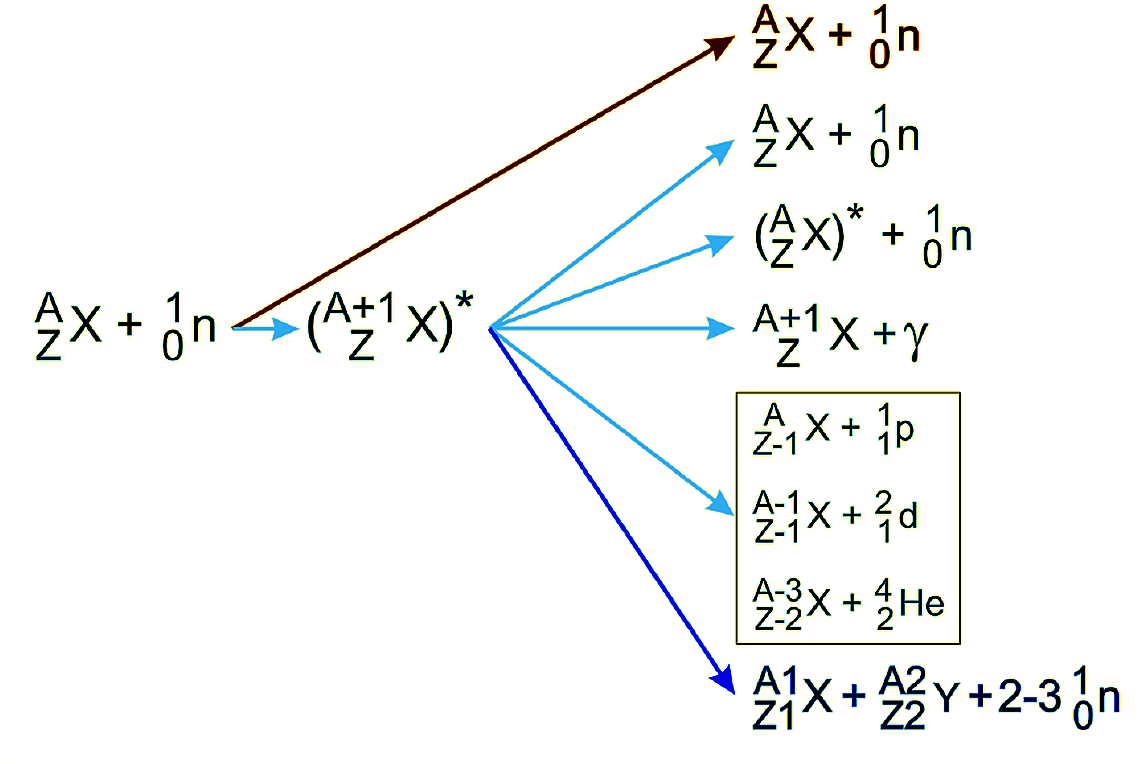 A Z X + 1 0 n
A Z X + 1 0 n
(A Z X)* + 1 0 n
A Z X + 1 0 n
(A+1 Z X)*
A+1 Z X + γ
A Z-1 X + 1 1 p
A-1 Z-1 X + 2 1 d
A-3 Z-2 X + 4 2 He
A1 Z1 X + A2 Z2 Y + 2-3 1 0 n